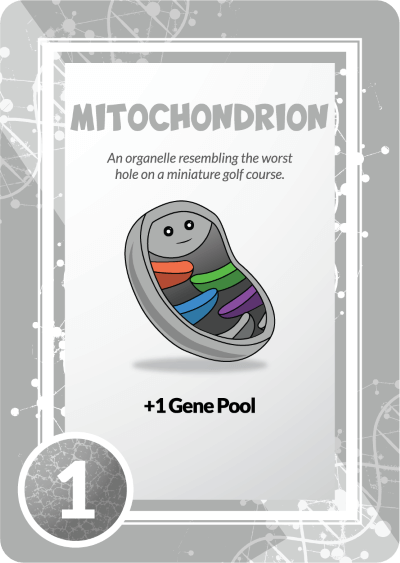 MITOCHONDRION
An organelle resembling the worst
hole on a miniature golf course.
+1 Gene Pool
1